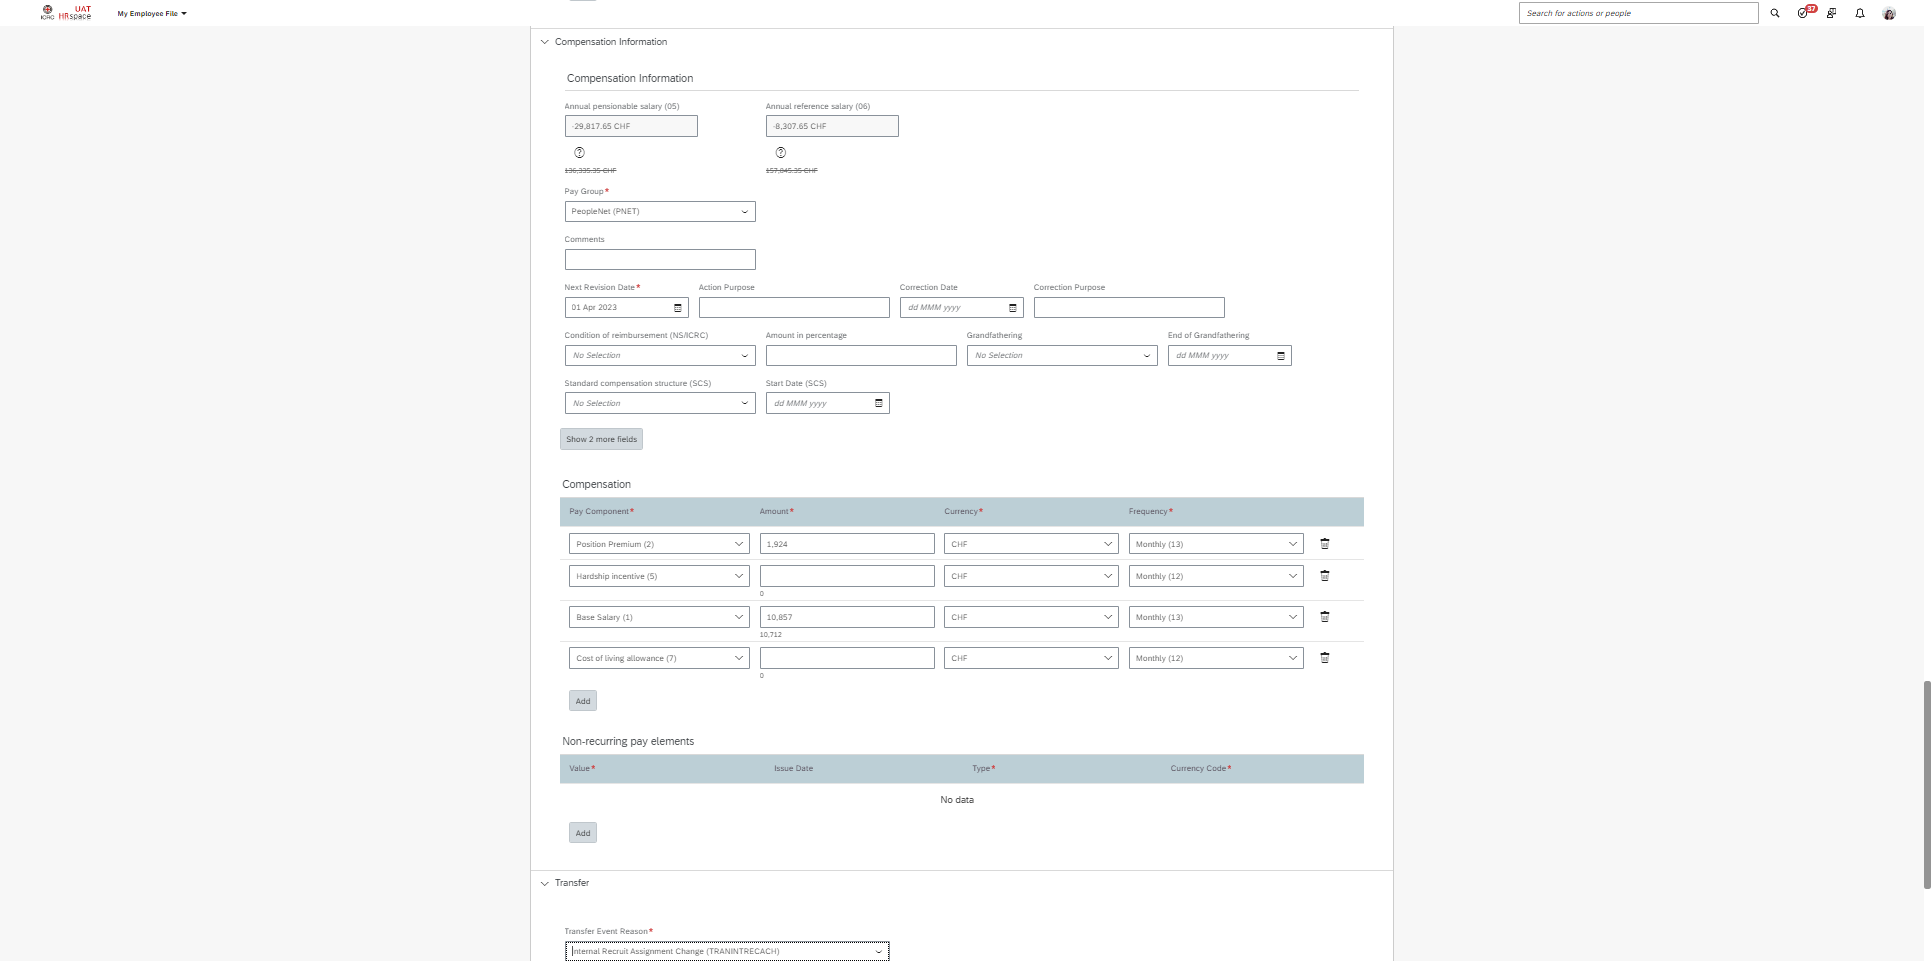 ICRC UAT HRspace My Employee File Search for actions or people 37
Compensation Information
Compensation Information
Annual pensionable salary (05) Annual reference salary (06)
-29,817.65 CHF -8,307.65 CHF
136,335.35 CHF 157,845.35 CHF
Pay Group*
PeopleNet (PNET)
Comments
Next Revision Date* Action Purpose Correction Date Correction Purpose
01 Apr 2023 dd MMM yyyy
Condition of reimbursement (NS/ICRC) Amount in percentage Grandfathering End of Grandfathering
No Selection No Selection dd MMM yyyy
Standard compensation structure (SCS) Start Date (SCS)
No Selection dd MMM yyyy
Show 2 more fields
Compensation
Pay Component* Amount* Currency* Frequency*
Position Premium (2) 1,924 CHF Monthly (13)
Hardship incentive (5) CHF Monthly (12)
0
Base Salary (1) 10,857 CHF Monthly (13)
10,712
Cost of living allowance (7) CHF Monthly (12)
0
Add
Non-recurring pay elements
Value* Issue Date Type* Currency Code*
No data
Add
Transfer
Transfer Event Reason*
Internal Recruit Assignment Change (TRANINTRECACH)